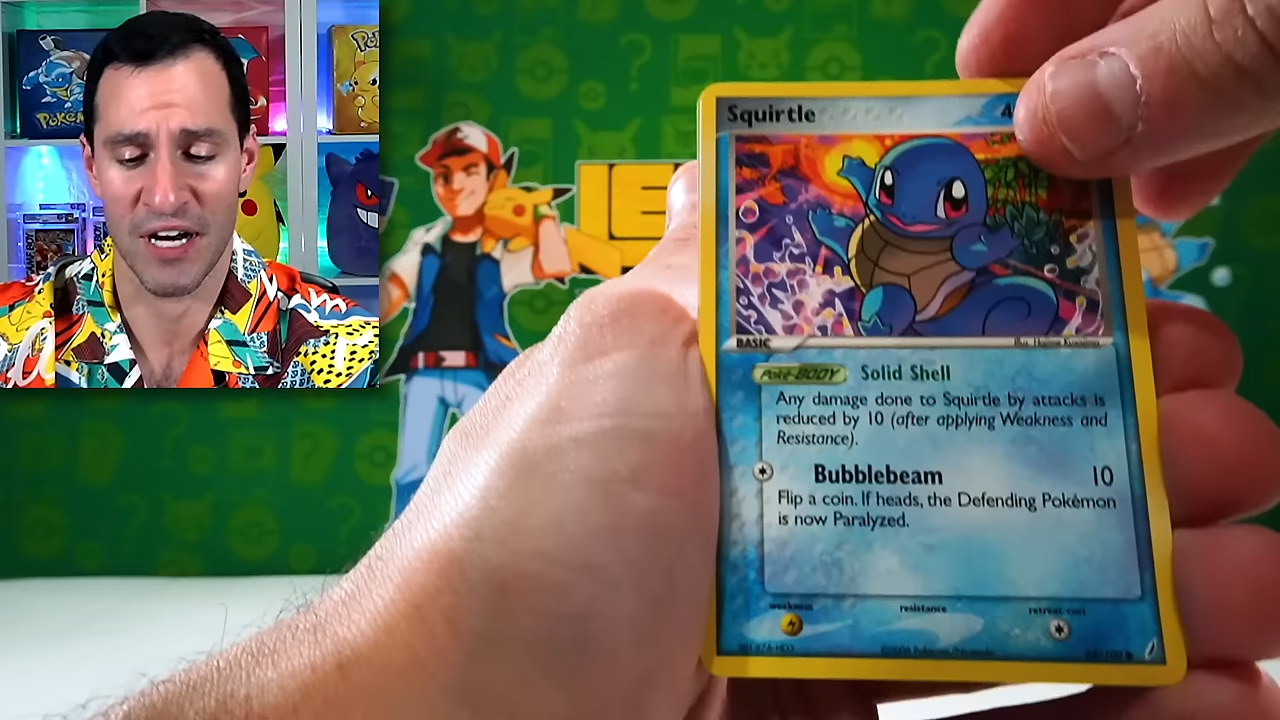 Squirtle
BASIC
Poké-BODY Solid Shell
Any damage done to Squirtle by attacks is
reduced by 10 (after applying Weakness and
Resistance).
Bubblebeam 10
Flip a coin. If heads, the Defending Pokémon
is now Paralyzed.
weakness resistance retreat cost